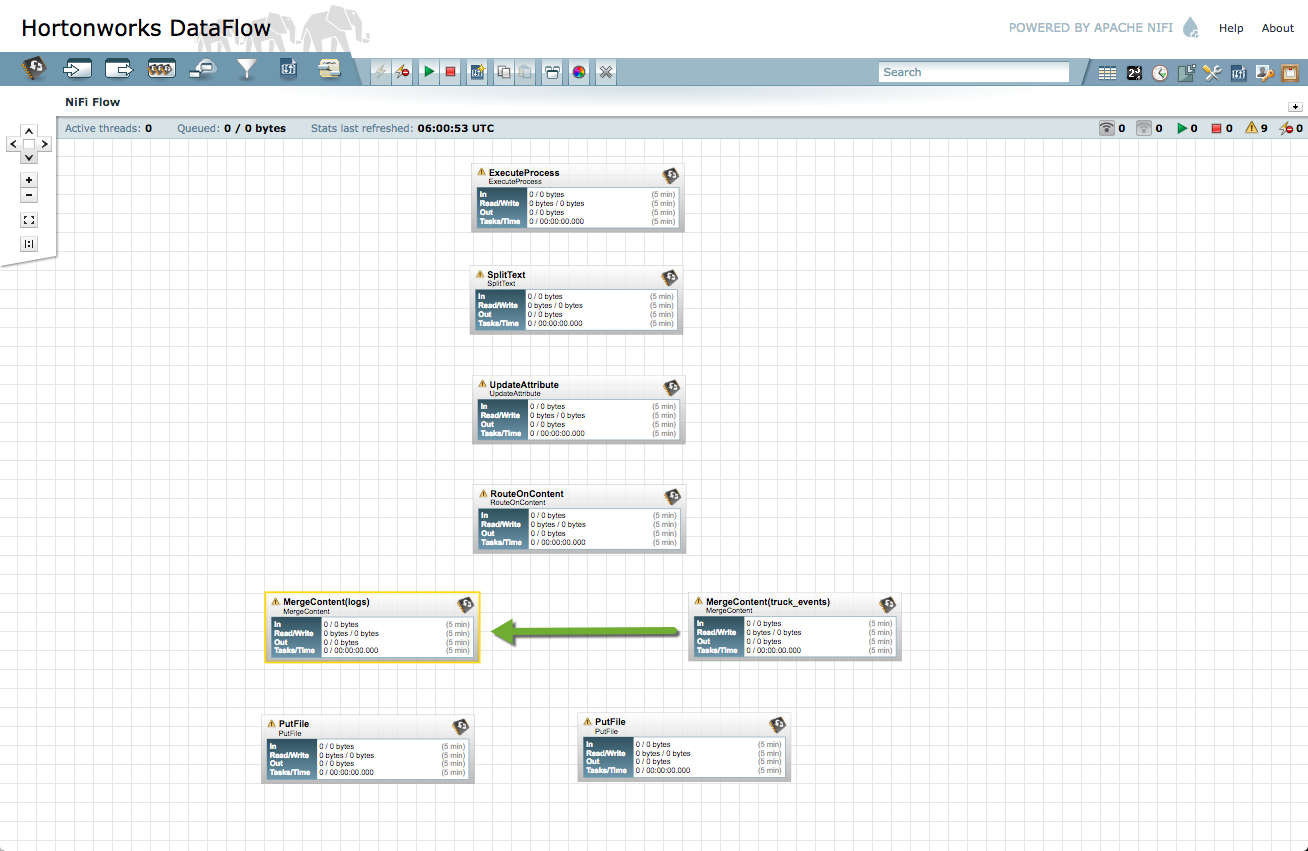 Hortonworks DataFlow
POWERED BY APACHE NIFI Help About
Search
NiFi Flow
Active threads: 0 Queued: 0 / 0 bytes Stats last refreshed: 06:00:53 UTC 0 0 0 0 9 0
ExecuteProcess
ExecuteProcess
In 0 / 0 bytes (5 min)
Read/Write 0 bytes / 0 bytes (5 min)
Out 0 / 0 bytes (5 min)
Tasks/Time 0 / 00:00:00.000 (5 min)
SplitText
SplitText
In 0 / 0 bytes (5 min)
Read/Write 0 bytes / 0 bytes (5 min)
Out 0 / 0 bytes (5 min)
Tasks/Time 0 / 00:00:00.000 (5 min)
UpdateAttribute
UpdateAttribute
In 0 / 0 bytes (5 min)
Read/Write 0 bytes / 0 bytes (5 min)
Out 0 / 0 bytes (5 min)
Tasks/Time 0 / 00:00:00.000 (5 min)
RouteOnContent
RouteOnContent
In 0 / 0 bytes (5 min)
Read/Write 0 bytes / 0 bytes (5 min)
Out 0 / 0 bytes (5 min)
Tasks/Time 0 / 00:00:00.000 (5 min)
MergeContent(logs)
MergeContent
In 0 / 0 bytes (5 min)
Read/Write 0 bytes / 0 bytes (5 min)
Out 0 / 0 bytes (5 min)
Tasks/Time 0 / 00:00:00.000 (5 min)
MergeContent(truck_events)
MergeContent
In 0 / 0 bytes (5 min)
Read/Write 0 bytes / 0 bytes (5 min)
Out 0 / 0 bytes (5 min)
Tasks/Time 0 / 00:00:00.000 (5 min)
PutFile
PutFile
In 0 / 0 bytes (5 min)
Read/Write 0 bytes / 0 bytes (5 min)
Out 0 / 0 bytes (5 min)
Tasks/Time 0 / 00:00:00.000 (5 min)
PutFile
PutFile
In 0 / 0 bytes (5 min)
Read/Write 0 bytes / 0 bytes (5 min)
Out 0 / 0 bytes (5 min)
Tasks/Time 0 / 00:00:00.000 (5 min)